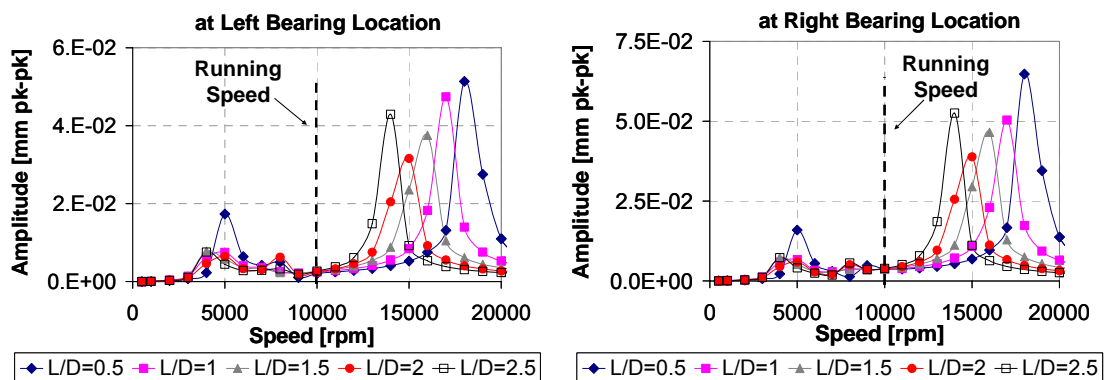 at Left Bearing Location
6.E-02
4.E-02
2.E-02
0.E+00
Amplitude [mm pk-pk]
Running
Speed
0 5000 10000 15000 20000
Speed [rpm]
L/D=0.5 L/D=1 L/D=1.5 L/D=2 L/D=2.5
at Right Bearing Location
7.5E-02
5.0E-02
2.5E-02
0.0E+00
Amplitude [mm pk-pk]
Running
Speed
0 5000 10000 15000 20000
Speed [rpm]
L/D=0.5 L/D=1 L/D=1.5 L/D=2 L/D=2.5